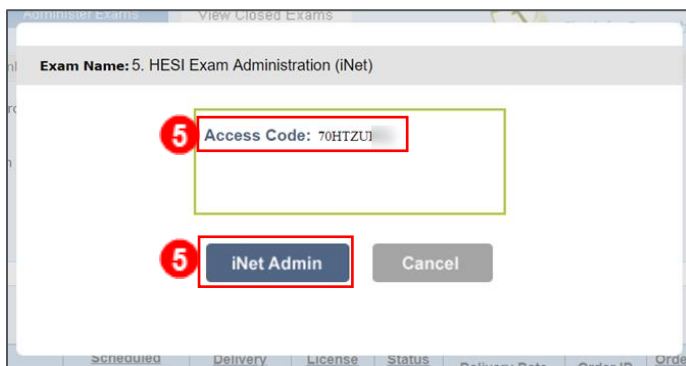 Administer Exams View Closed Exams
Exam Name: 5. HESI Exam Administration (iNet)
5 Access Code: 70HTZU
5 iNet Admin Cancel
Scheduled Delivery License Status Delivery Date Order ID Orde